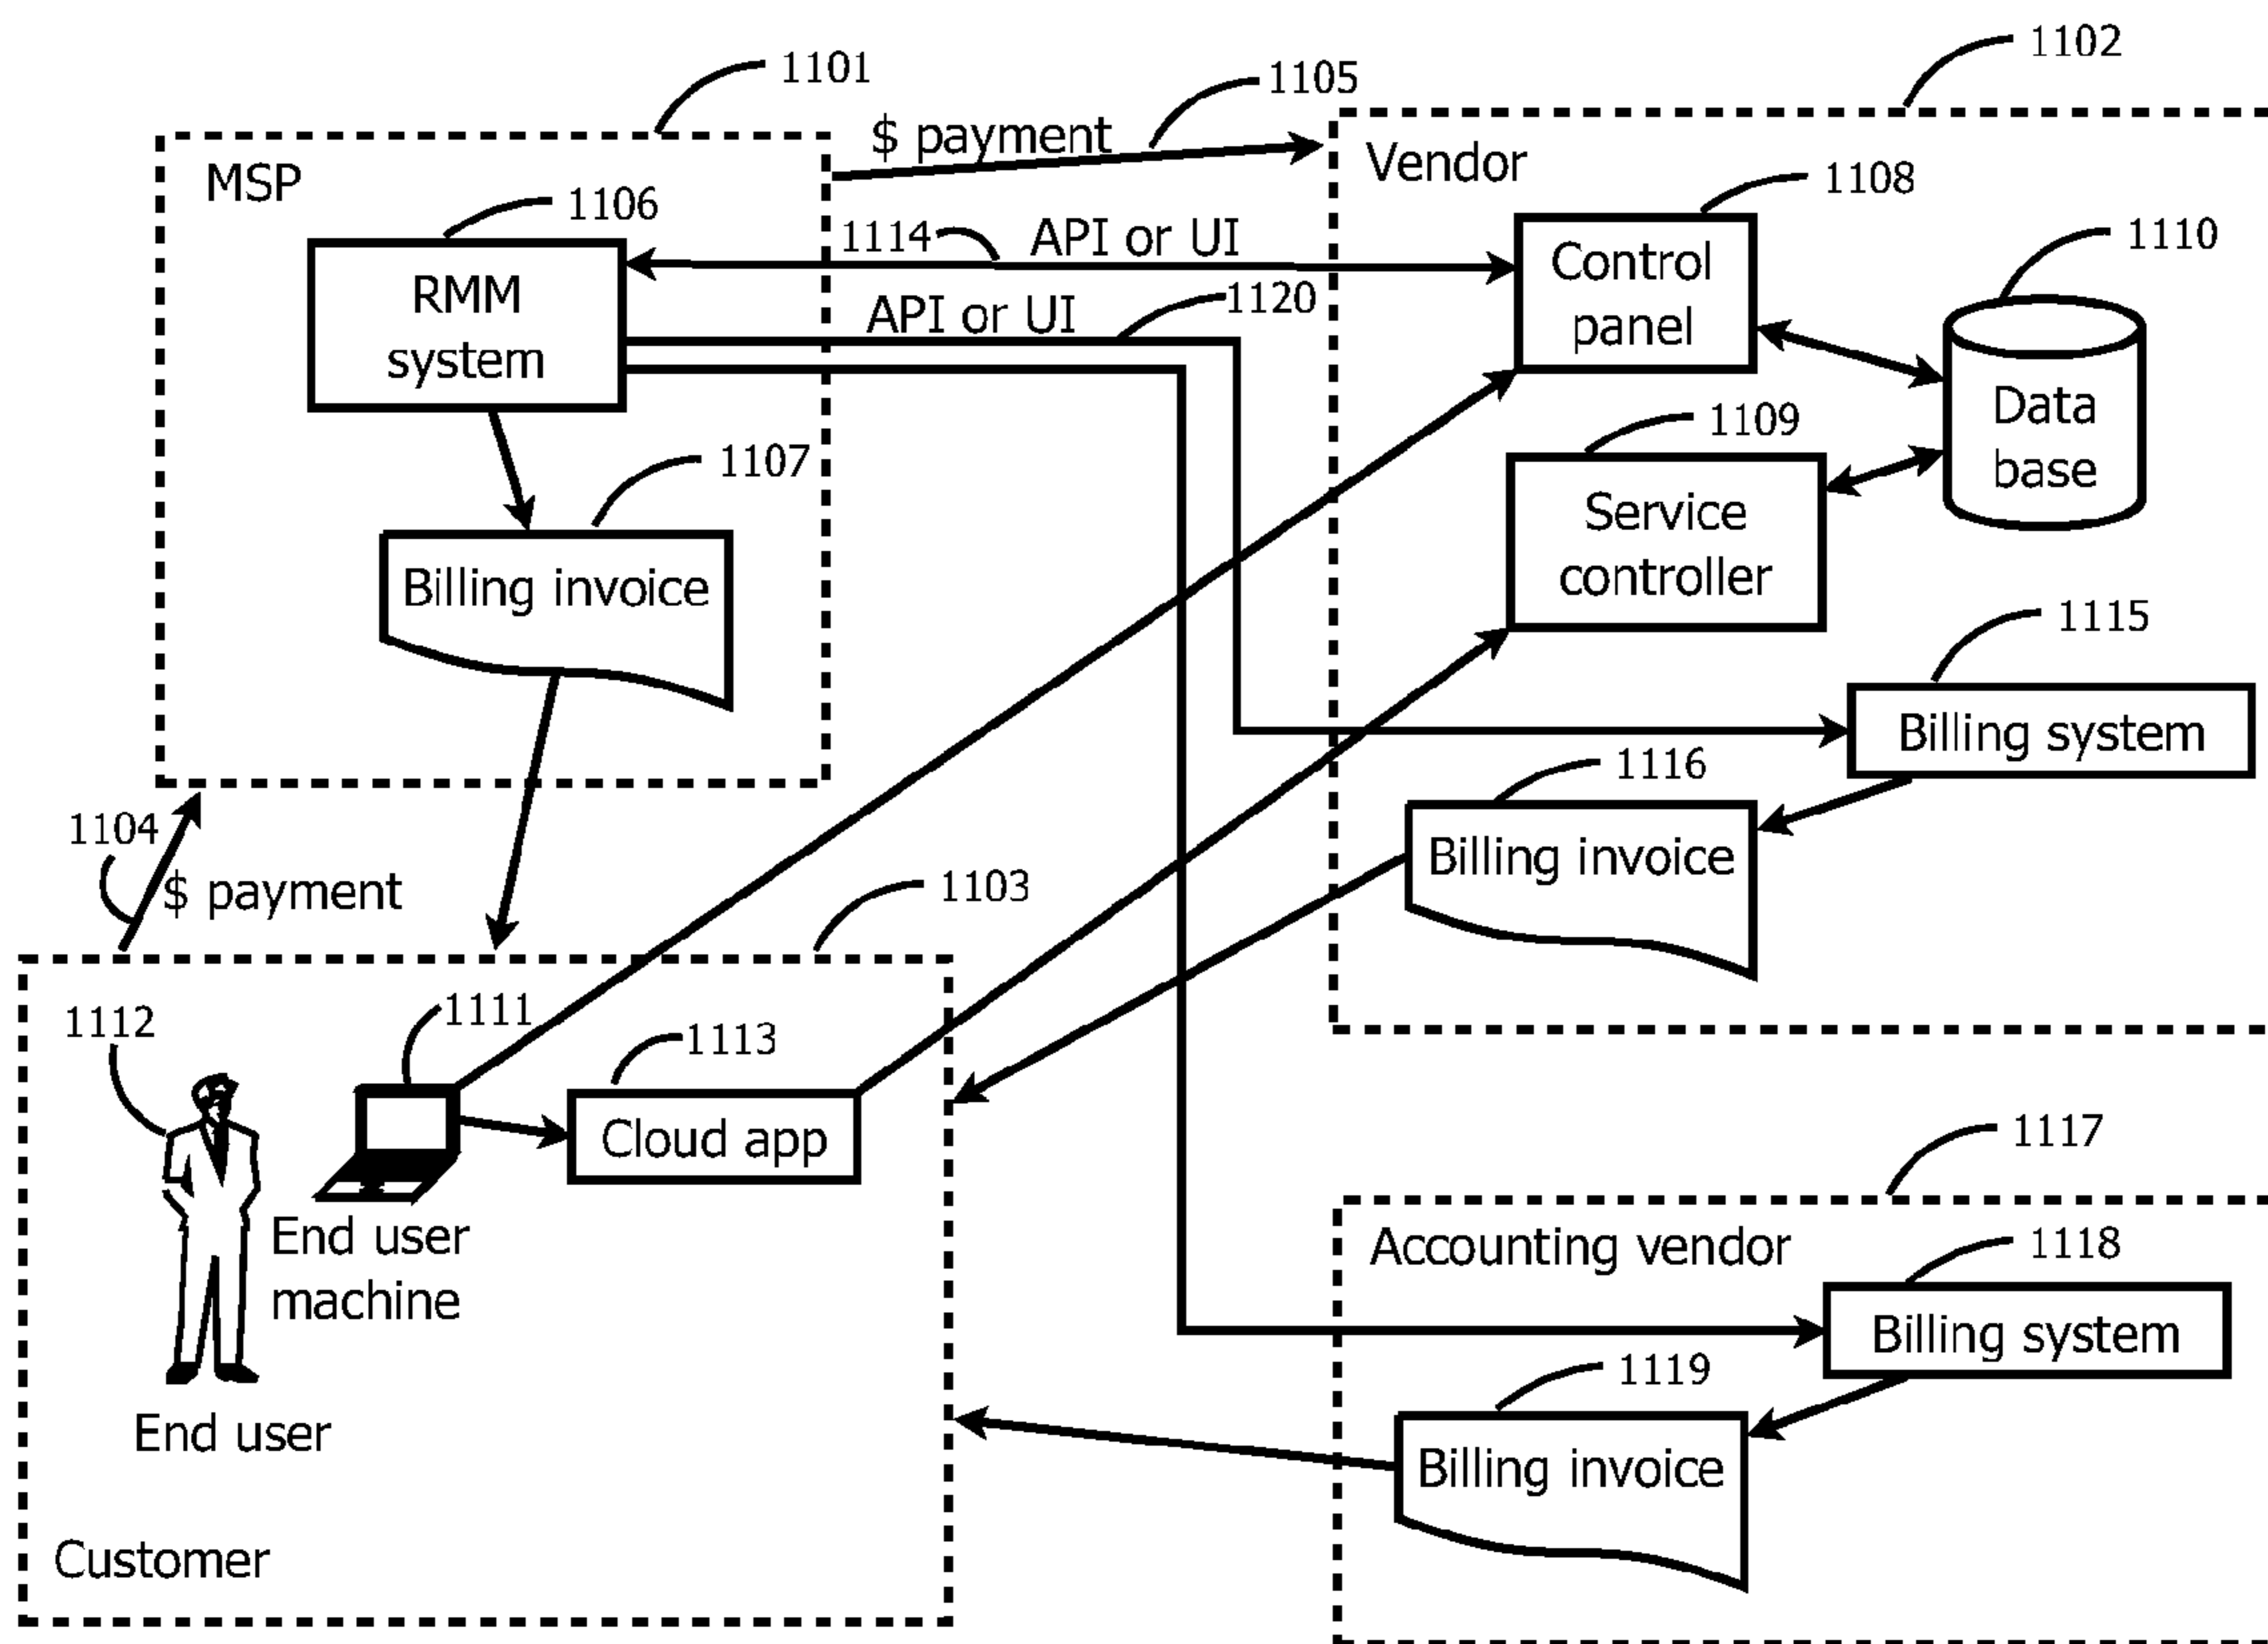 1102
1101
1105
$ payment
MSP
Vendor
1108
1106
1114
API or UI
1110
Control
panel
RMM
system
API or UI
1120
Data
base
1109
1107
Service
controller
Billing invoice
1115
Billing system
1116
1104
Billing invoice
$ payment
1103
1112
1111
1113
Cloud app
1117
End user
machine
Accounting vendor
1118
Billing system
1119
End user
Billing invoice
Customer